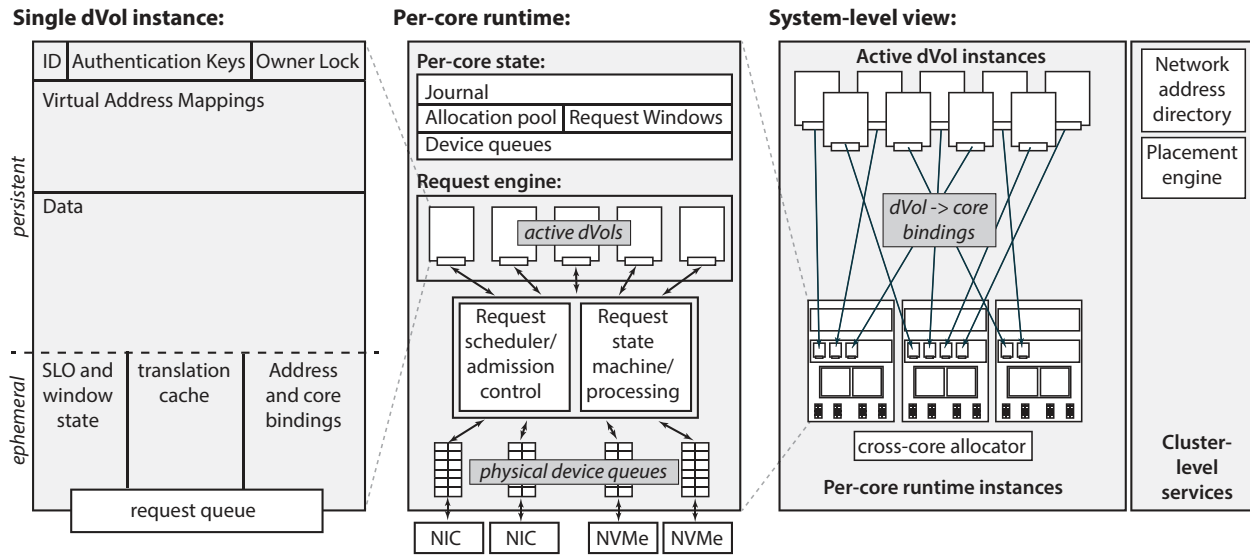 Single dVol instance:
ID
Authentication Keys
Owner Lock
Virtual Address Mappings
persistent
Data
ephemeral
SLO and
window
state
translation
cache
Address
and core
bindings
request queue
Per-core runtime:
Per-core state:
Journal
Allocation pool
Request Windows
Device queues
Request engine:
active dVols
Request
scheduler/
admission
control
Request
state
machine/
processing
physical device queues
NIC
NIC
NVMe
NVMe
System-level view:
Active dVol instances
dVol -> core
bindings
cross-core allocator
Per-core runtime instances
Network
address
directory
Placement
engine
Cluster-
level
services